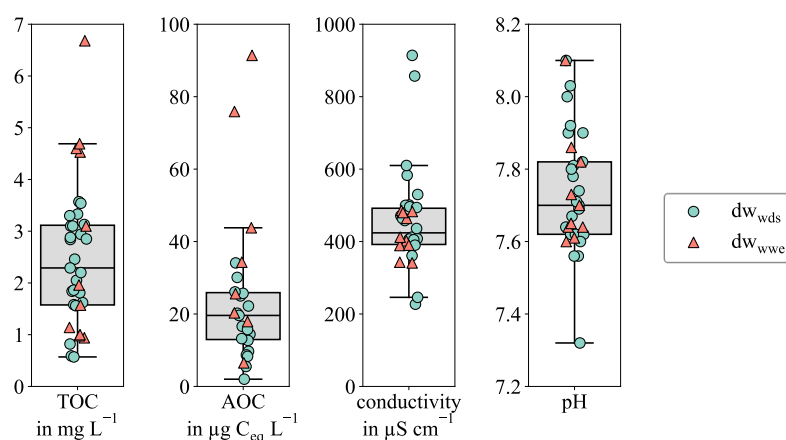 7
6
5
4
3
2
1
0
TOC
in mg L⁻¹
100
80
60
40
20
0
AOC
in µg C_eq L⁻¹
1000
800
600
400
200
0
conductivity
in µS cm⁻¹
8.2
8.0
7.8
7.6
7.4
7.2
pH
dw_wds
dw_wwe